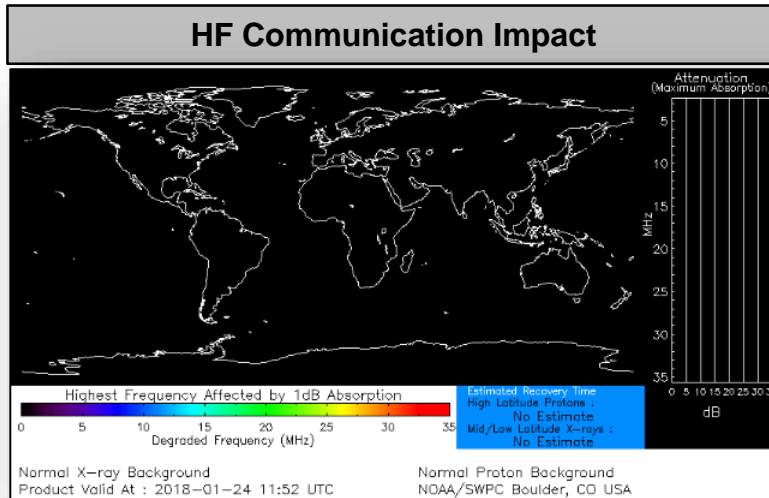 HF Communication Impact
Attenuation
(Maximum Absorption)
5
10
15
20
25
30
35
MHz
0 5 10 15 20 25 30
dB
Highest Frequency Affected by 1dB Absorption
0 5 10 15 20 25 30 35
Degraded Frequency (MHz)
Estimated Recovery Time
High Latitude Protons :
No Estimate
Mid/Low Latitude X-rays :
No Estimate
Normal X-ray Background
Product Valid At : 2018-01-24 11:52 UTC
Normal Proton Background
NOAA/SWPC Boulder, CO USA